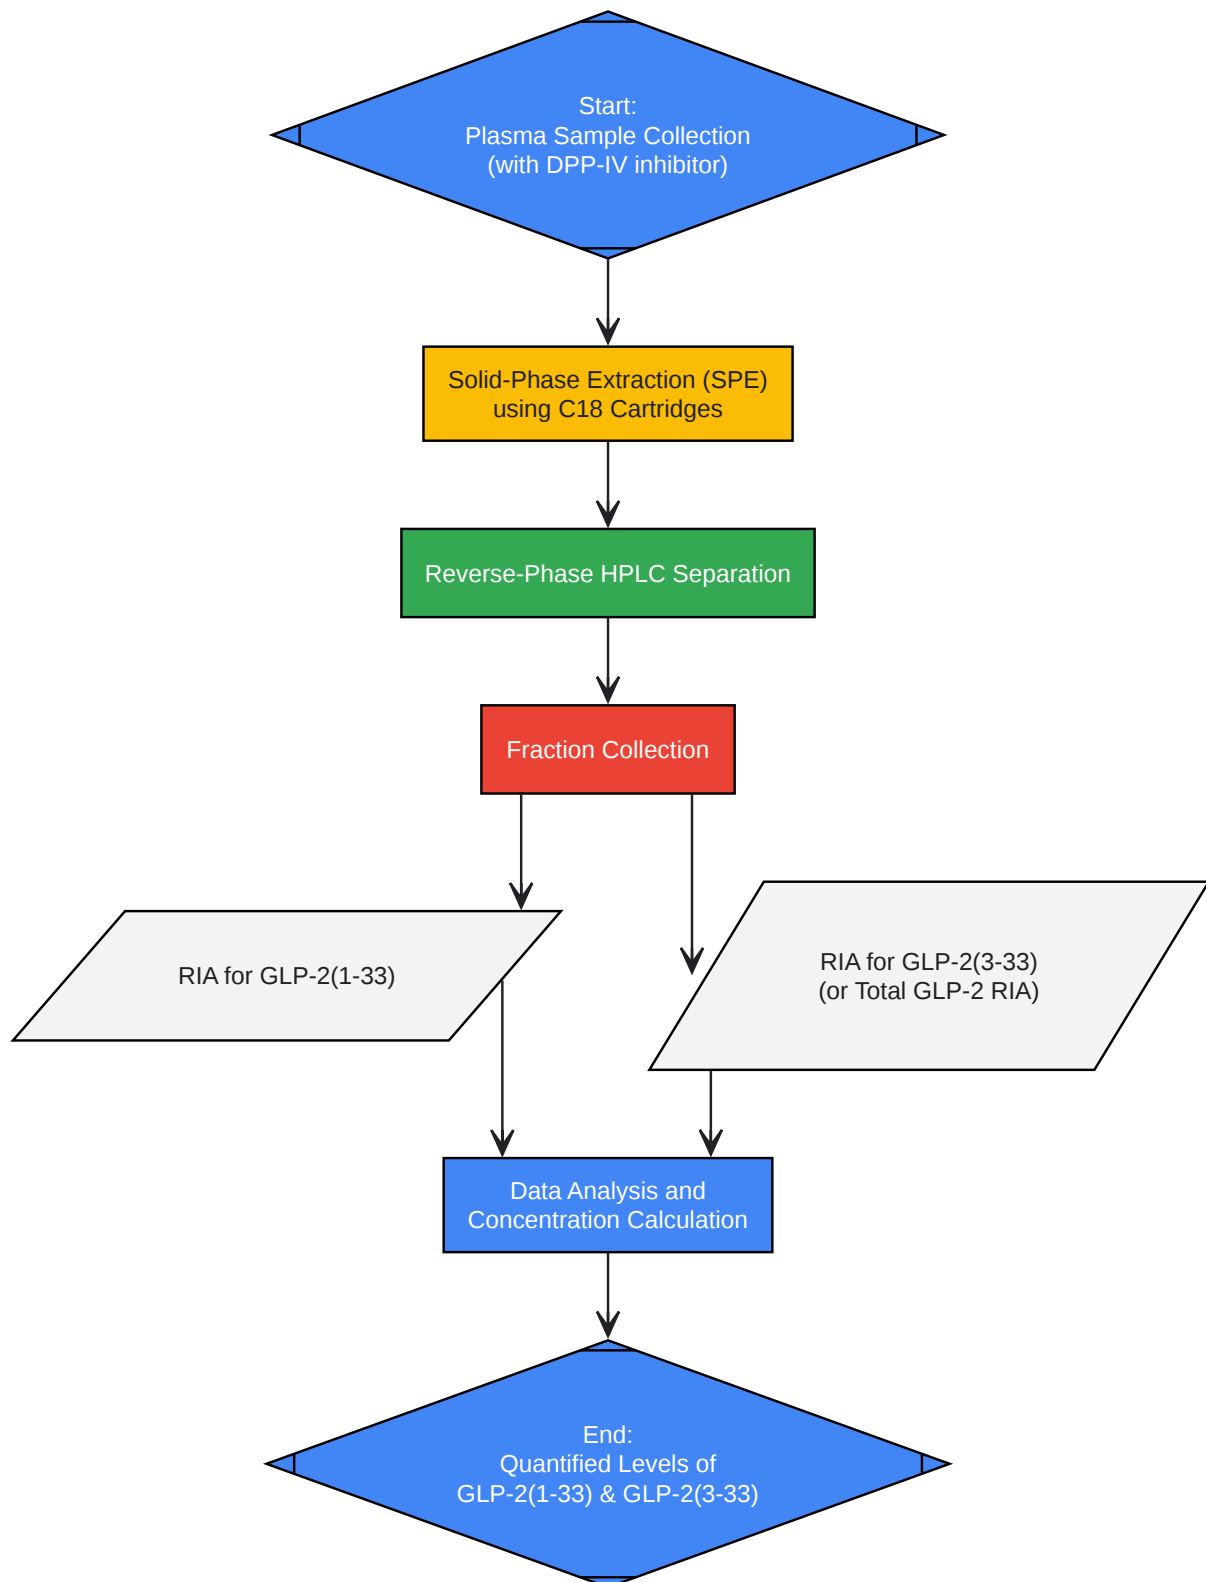 Start:
Plasma Sample Collection
(with DPP-IV inhibitor)
Solid-Phase Extraction (SPE)
using C18 Cartridges
Reverse-Phase HPLC Separation
Fraction Collection
RIA for GLP-2(1-33)
RIA for GLP-2(3-33)
(or Total GLP-2 RIA)
Data Analysis and
Concentration Calculation
End:
Quantified Levels of
GLP-2(1-33) & GLP-2(3-33)